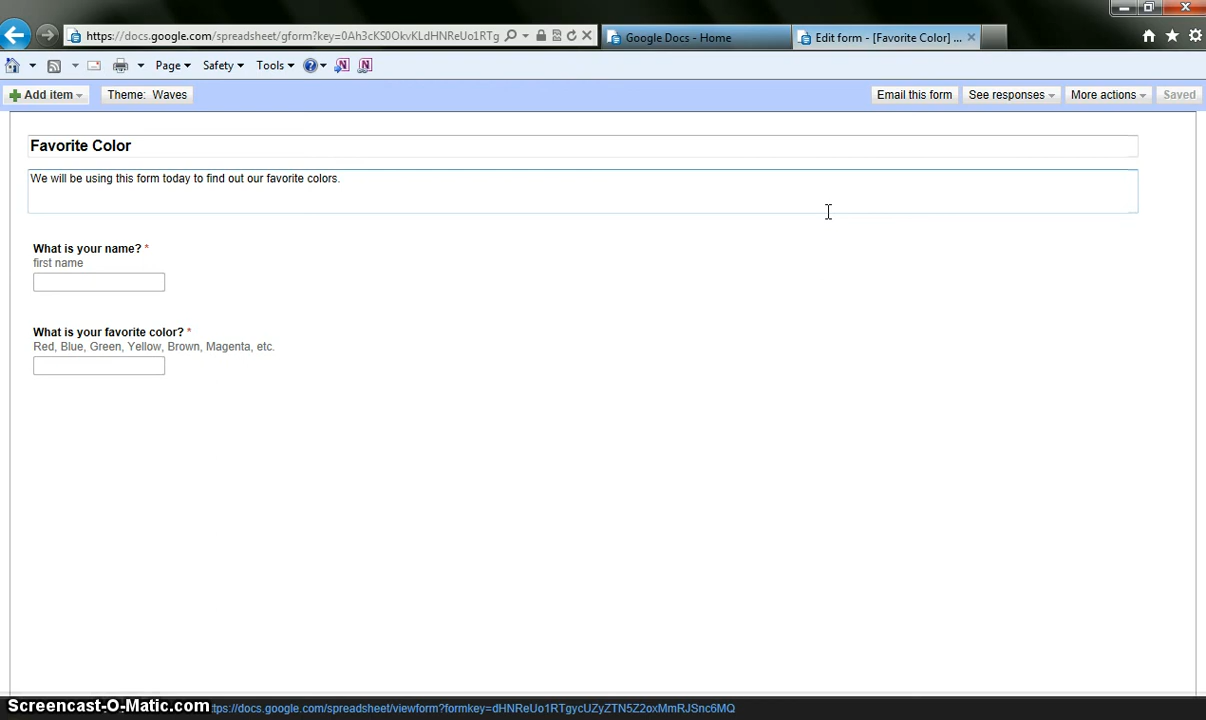 https://docs.google.com/spreadsheet/gform?key=0Ah3cKS0OkvKLdHNReUo1RTg
Google Docs - Home
Edit form - [Favorite Color] ...
Page
Safety
Tools
Add item
Theme: Waves
Email this form
See responses
More actions
Saved
Favorite Color
We will be using this form today to find out our favorite colors.
What is your name? *
first name
What is your favorite color? *
Red, Blue, Green, Yellow, Brown, Magenta, etc.
Screencast-O-Matic.com
ttps://docs.google.com/spreadsheet/viewform?formkey=dHNReUo1RTgycUZyZTN5Z2oxMmRJSnc6MQ